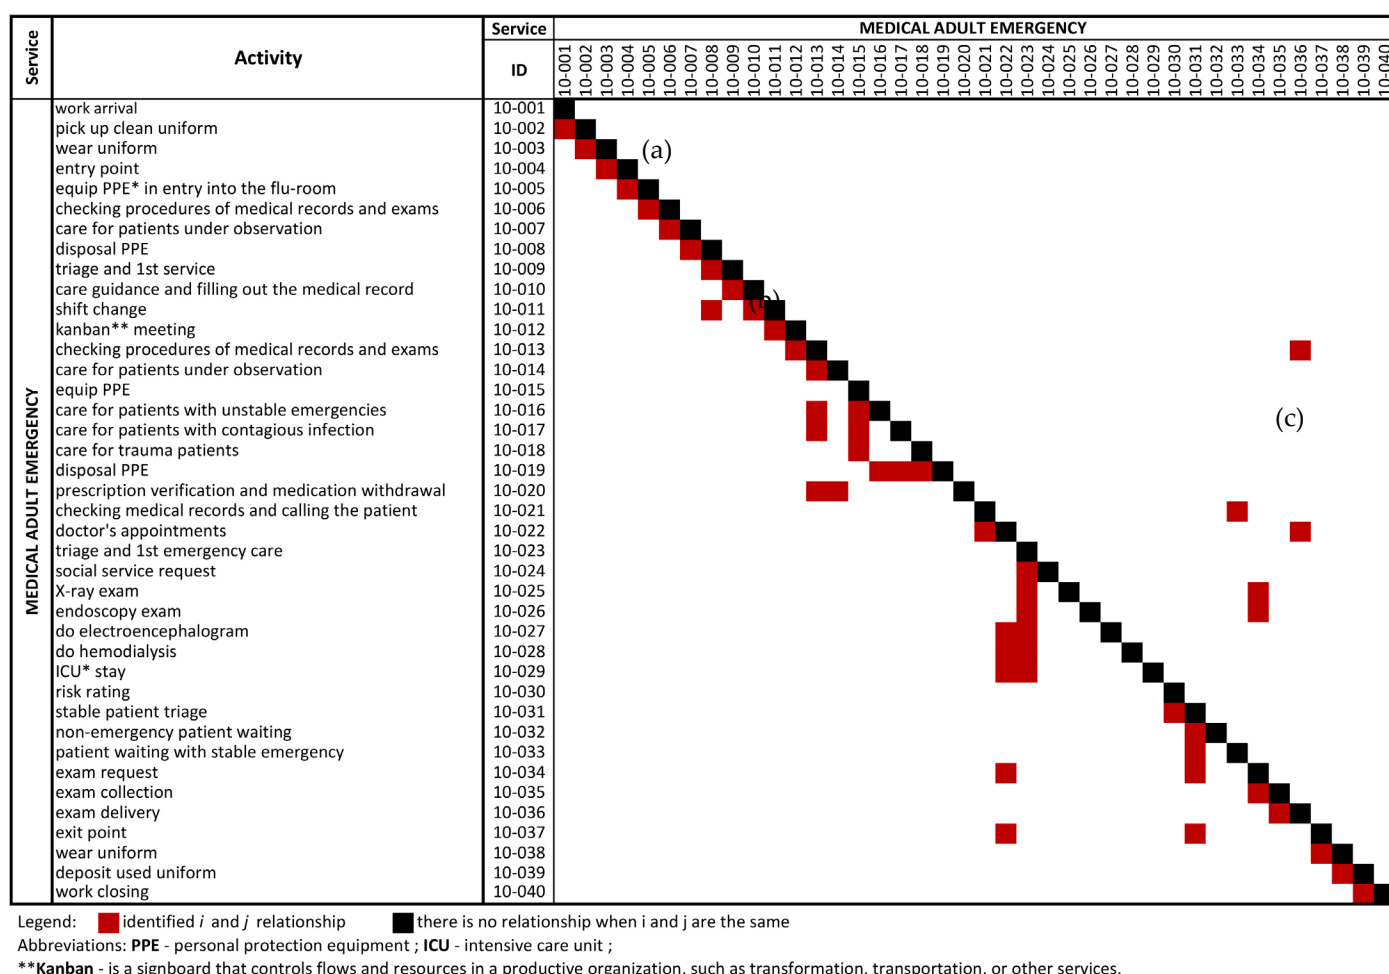 Service Activity Service ID MEDICAL ADULT EMERGENCY
10-001 10-002 10-003 10-004 10-005 10-006 10-007 10-008 10-009 10-010 10-011 10-012 10-013 10-014 10-015 10-016 10-017 10-018 10-019 10-020 10-021 10-022 10-023 10-024 10-025 10-026 10-027 10-028 10-029 10-030 10-031 10-032 10-033 10-034 10-035 10-036 10-037 10-038 10-039 10-040
MEDICAL ADULT EMERGENCY
work arrival 10-001
pick up clean uniform 10-002
wear uniform 10-003 (a)
entry point 10-004
equip PPE* in entry into the flu-room 10-005
checking procedures of medical records and exams 10-006
care for patients under observation 10-007
disposal PPE 10-008
triage and 1st service 10-009
care guidance and filling out the medical record 10-010
shift change 10-011
kanban** meeting 10-012
checking procedures of medical records and exams 10-013
care for patients under observation 10-014
equip PPE 10-015
care for patients with unstable emergencies 10-016
care for patients with contagious infection 10-017 (c)
care for trauma patients 10-018
disposal PPE 10-019
prescription verification and medication withdrawal 10-020
checking medical records and calling the patient 10-021
doctor's appointments 10-022
triage and 1st emergency care 10-023
social service request 10-024
X-ray exam 10-025
endoscopy exam 10-026
do electroencephalogram 10-027
do hemodialysis 10-028
ICU* stay 10-029
risk rating 10-030
stable patient triage 10-031
non-emergency patient waiting 10-032
patient waiting with stable emergency 10-033
exam request 10-034
exam collection 10-035
exam delivery 10-036
exit point 10-037
wear uniform 10-038
deposit used uniform 10-039
work closing 10-040
Legend: identified i and j relationship there is no relationship when i and j are the same
Abbreviations: PPE - personal protection equipment ; ICU - intensive care unit ;
**Kanban - is a signboard that controls flows and resources in a productive organization, such as transformation, transportation, or other services.